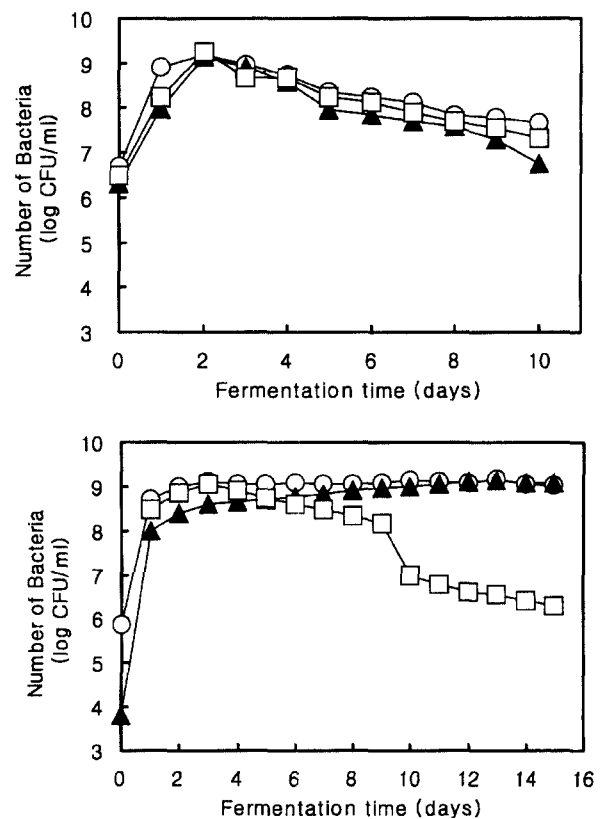 10
9
8
7
6
5
4
3
Number of Bacteria
(log CFU/ml)
0 2 4 6 8 10
Fermentation time (days)
10
9
8
7
6
5
4
3
Number of Bacteria
(log CFU/ml)
0 2 4 6 8 10 12 14 16
Fermentation time (days)